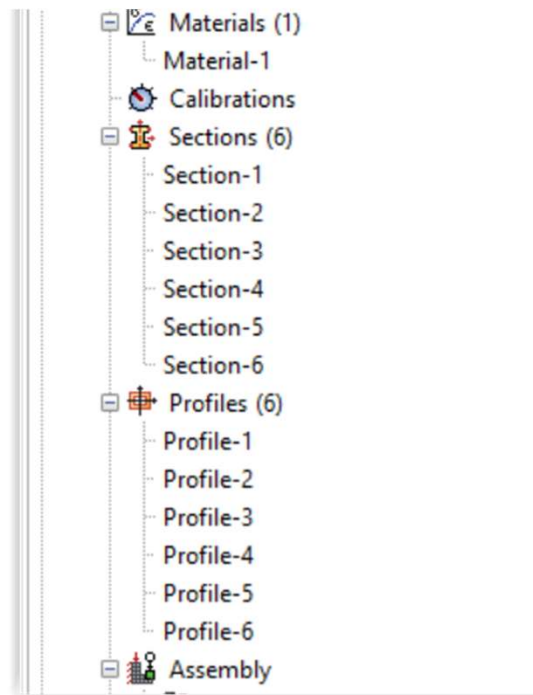 Materials (1)
Material-1
Calibrations
Sections (6)
Section-1
Section-2
Section-3
Section-4
Section-5
Section-6
Profiles (6)
Profile-1
Profile-2
Profile-3
Profile-4
Profile-5
Profile-6
Assembly